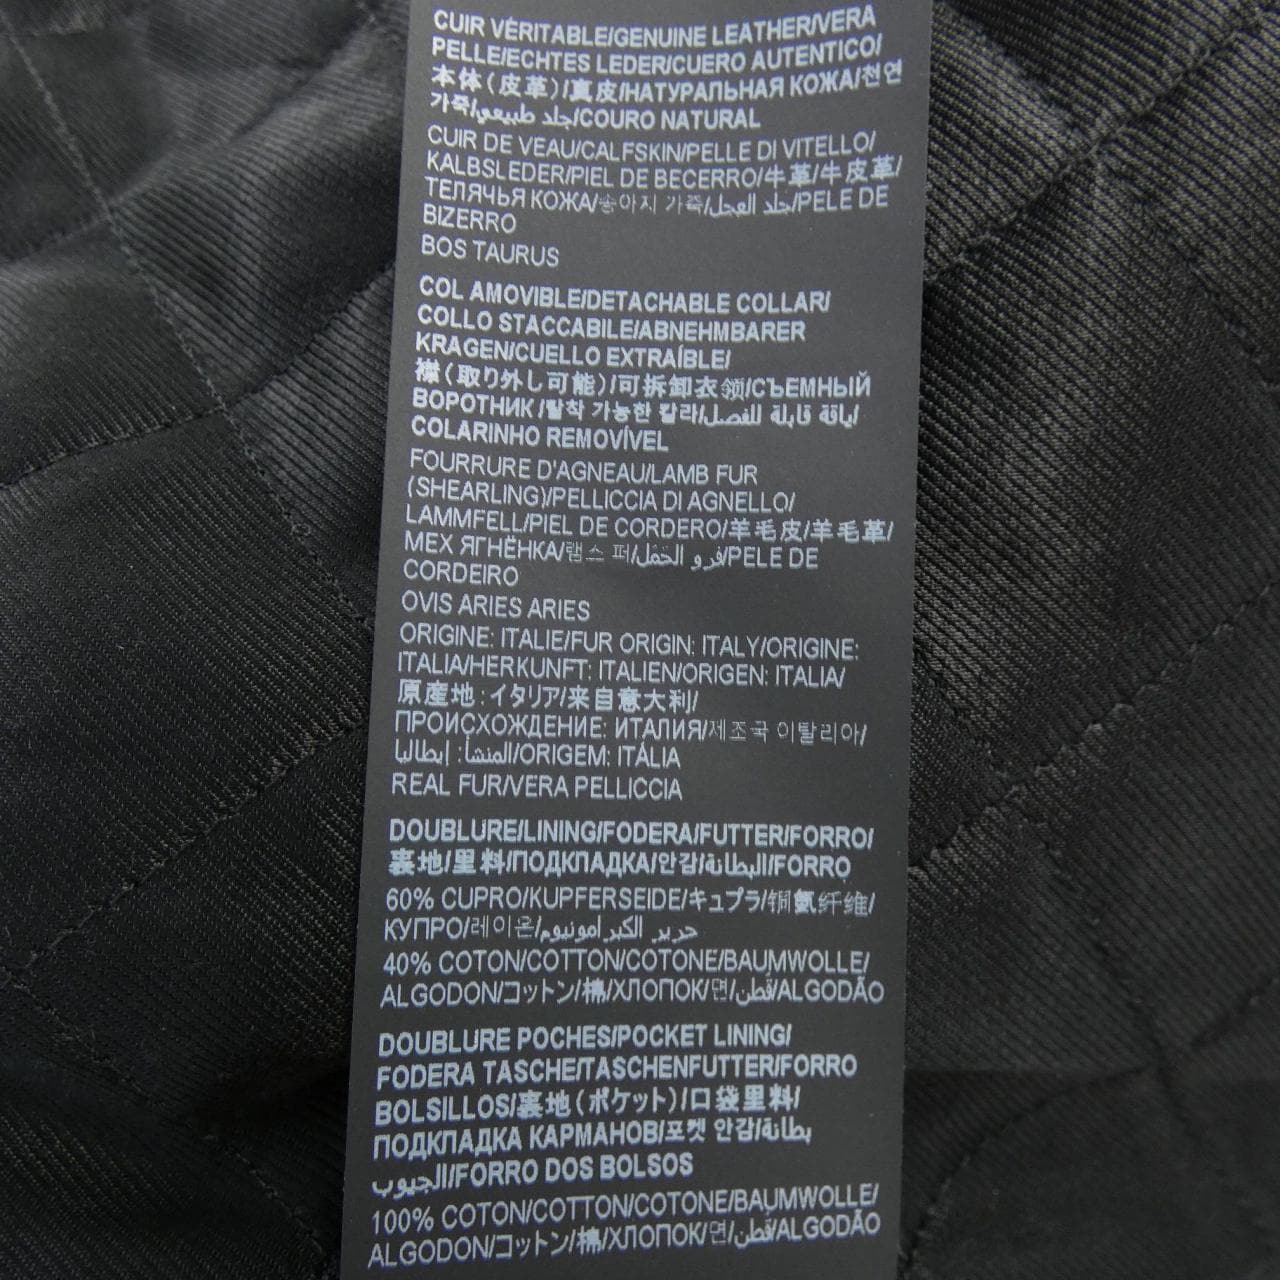 CUIR VÉRITABLE/GENUINE LEATHER/VERA
PELLE/ECHTES LEDER/CUERO AUTENTICO/
本体(皮革)/真皮/НАТУРАЛЬНАЯ КОЖА/천연
가죽/جلد طبيعي/COURO NATURAL
CUIR DE VEAU/CALFSKIN/PELLE DI VITELLO/
KALBSLEDER/PIEL DE BECERRO/牛革/牛皮革/
ТЕЛЯЧЬЯ КОЖА/송아지 가죽/جلد العجل/PELE DE
BIZERRO
BOS TAURUS
COL AMOVIBLE/DETACHABLE COLLAR/
COLLO STACCABILE/ABNEHMBARER
KRAGEN/CUELLO EXTRAÍBLE/
襟(取り外し可能)/可拆卸衣领/СЪЕМНЫЙ
ВОРОТНИК/탈착 가능한 칼라/ياقة قابلة للفصل/
COLARINHO REMOVÍVEL
FOURRURE D'AGNEAU/LAMB FUR
(SHEARLING)/PELLICCIA DI AGNELLO/
LAMMFELL/PIEL DE CORDERO/羊毛皮/羊毛革/
МЕХ ЯГНЁНКА/램스 퍼/فرو الحَمَل/PELE DE
CORDEIRO
OVIS ARIES ARIES
ORIGINE: ITALIE/FUR ORIGIN: ITALY/ORIGINE:
ITALIA/HERKUNFT: ITALIEN/ORIGEN: ITALIA/
原産地:イタリア/来自意大利/
ПРОИСХОЖДЕНИЕ: ИТАЛИЯ/제조국 이탈리아/
المنشأ: إيطاليا/ORIGEM: ITÁLIA
REAL FUR/VERA PELLICCIA
DOUBLURE/LINING/FODERA/FUTTER/FORRO/
裏地/里料/ПОДКЛАДКА/안감/البطانة/FORRO
60% CUPRO/KUPFERSEIDE/キュプラ/铜氨纤维/
КУПРО/레이온/حرير الكبرامونيوم
40% COTON/COTTON/COTONE/BAUMWOLLE/
ALGODON/コットン/棉/ХЛОПОК/면/قطن/ALGODÃO
DOUBLURE POCHES/POCKET LINING/
FODERA TASCHE/TASCHENFUTTER/FORRO
BOLSILLOS/裏地(ポケット)/口袋里料/
ПОДКЛАДКА КАРМАНОВ/포켓 안감/بطانة
الجيوب/FORRO DOS BOLSOS
100% COTON/COTTON/COTONE/BAUMWOLLE/
ALGODON/コットン/棉/ХЛОПОК/면/قطن/ALGODÃO